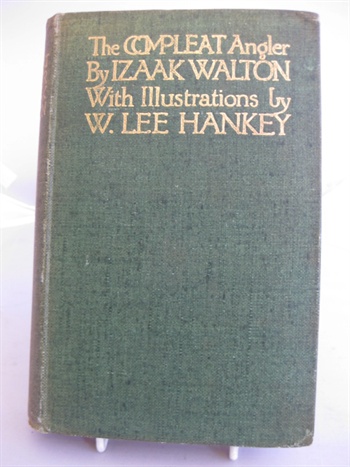 The COMPLEAT Angler
By IZAAK WALTON
With Illustrations by
W. LEE HANKEY